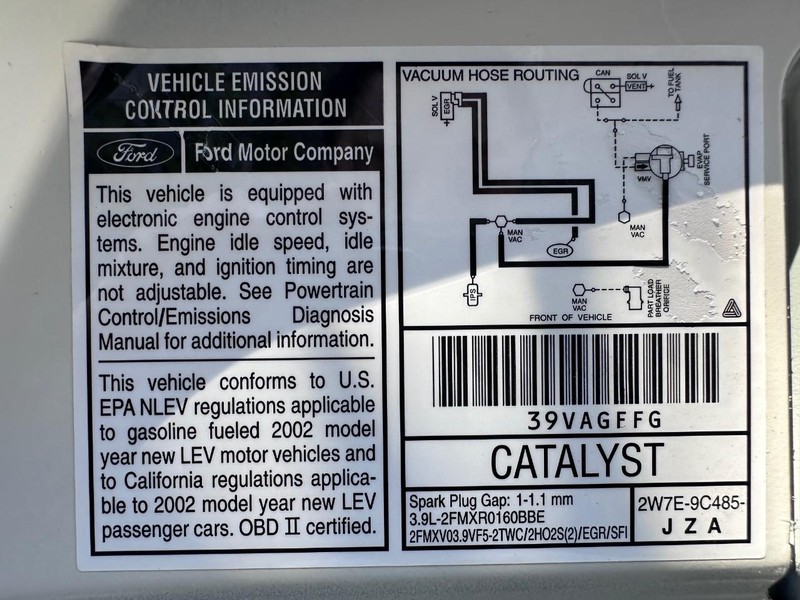 VEHICLE EMISSION
CONTROL INFORMATION
Ford
Ford Motor Company
This vehicle is equipped with
electronic engine control sys-
tems. Engine idle speed, idle
mixture, and ignition timing are
not adjustable. See Powertrain
Control/Emissions Diagnosis
Manual for additional information.
This vehicle conforms to U.S.
EPA NLEV regulations applicable
to gasoline fueled 2002 model
year new LEV motor vehicles and
to California regulations applica-
ble to 2002 model year new LEV
passenger cars. OBD II certified.
VACUUM HOSE ROUTING
CAN
SOL V
VENT
TO FUEL
TANK
SOL V
EGR
EVAP
SERVICE PORT
VMV
MAN
VAC
MAN
VAC
EGR
IPS
MAN
VAC
PART LOAD
BREATHER
ORIFICE
FRONT OF VEHICLE
39VAGFFG
CATALYST
Spark Plug Gap: 1-1.1 mm
3.9L-2FMXR0160BBE
2FMXV03.9VF5-2TWC/2HO2S(2)/EGR/SFI
2W7E-9C485-
JZA